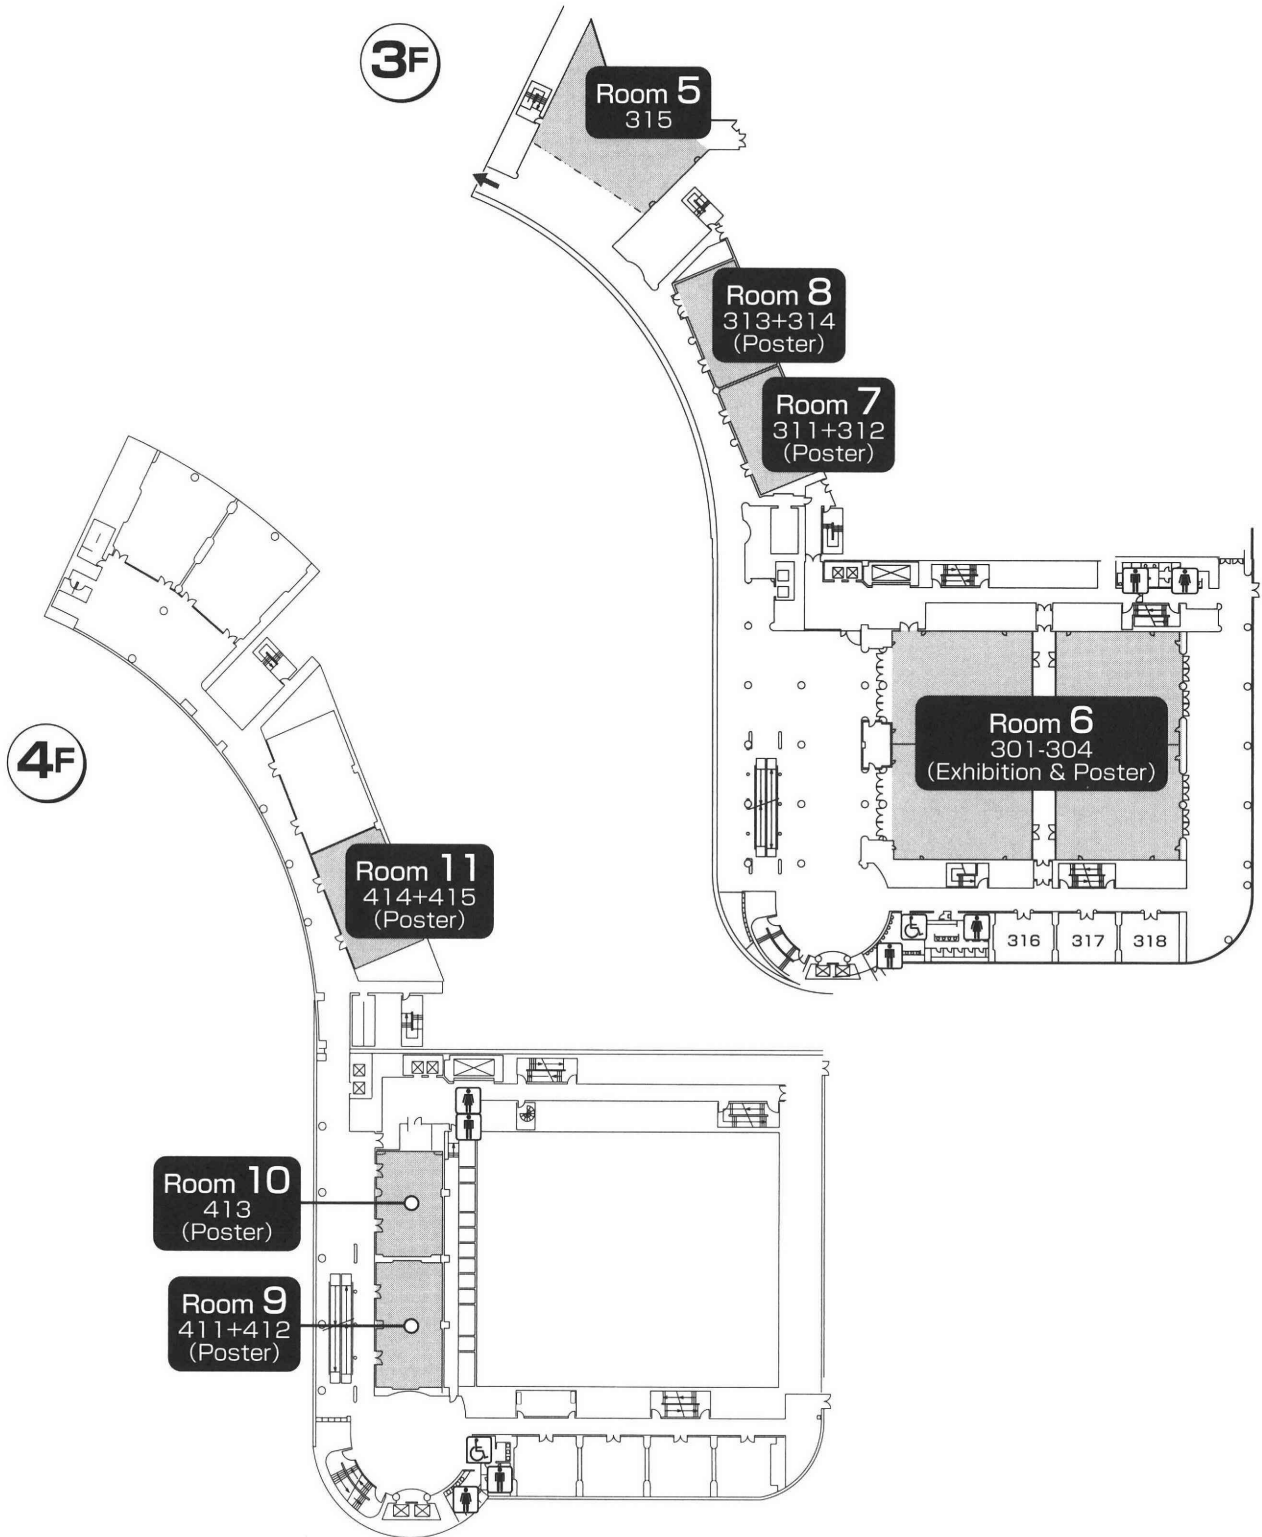 3F
Room 5
315
Room 8
313+314
(Poster)
Room 7
311+312
(Poster)
Room 6
301-304
(Exhibition & Poster)
316 317 318
4F
Room 11
414+415
(Poster)
Room 10
413
(Poster)
Room 9
411+412
(Poster)